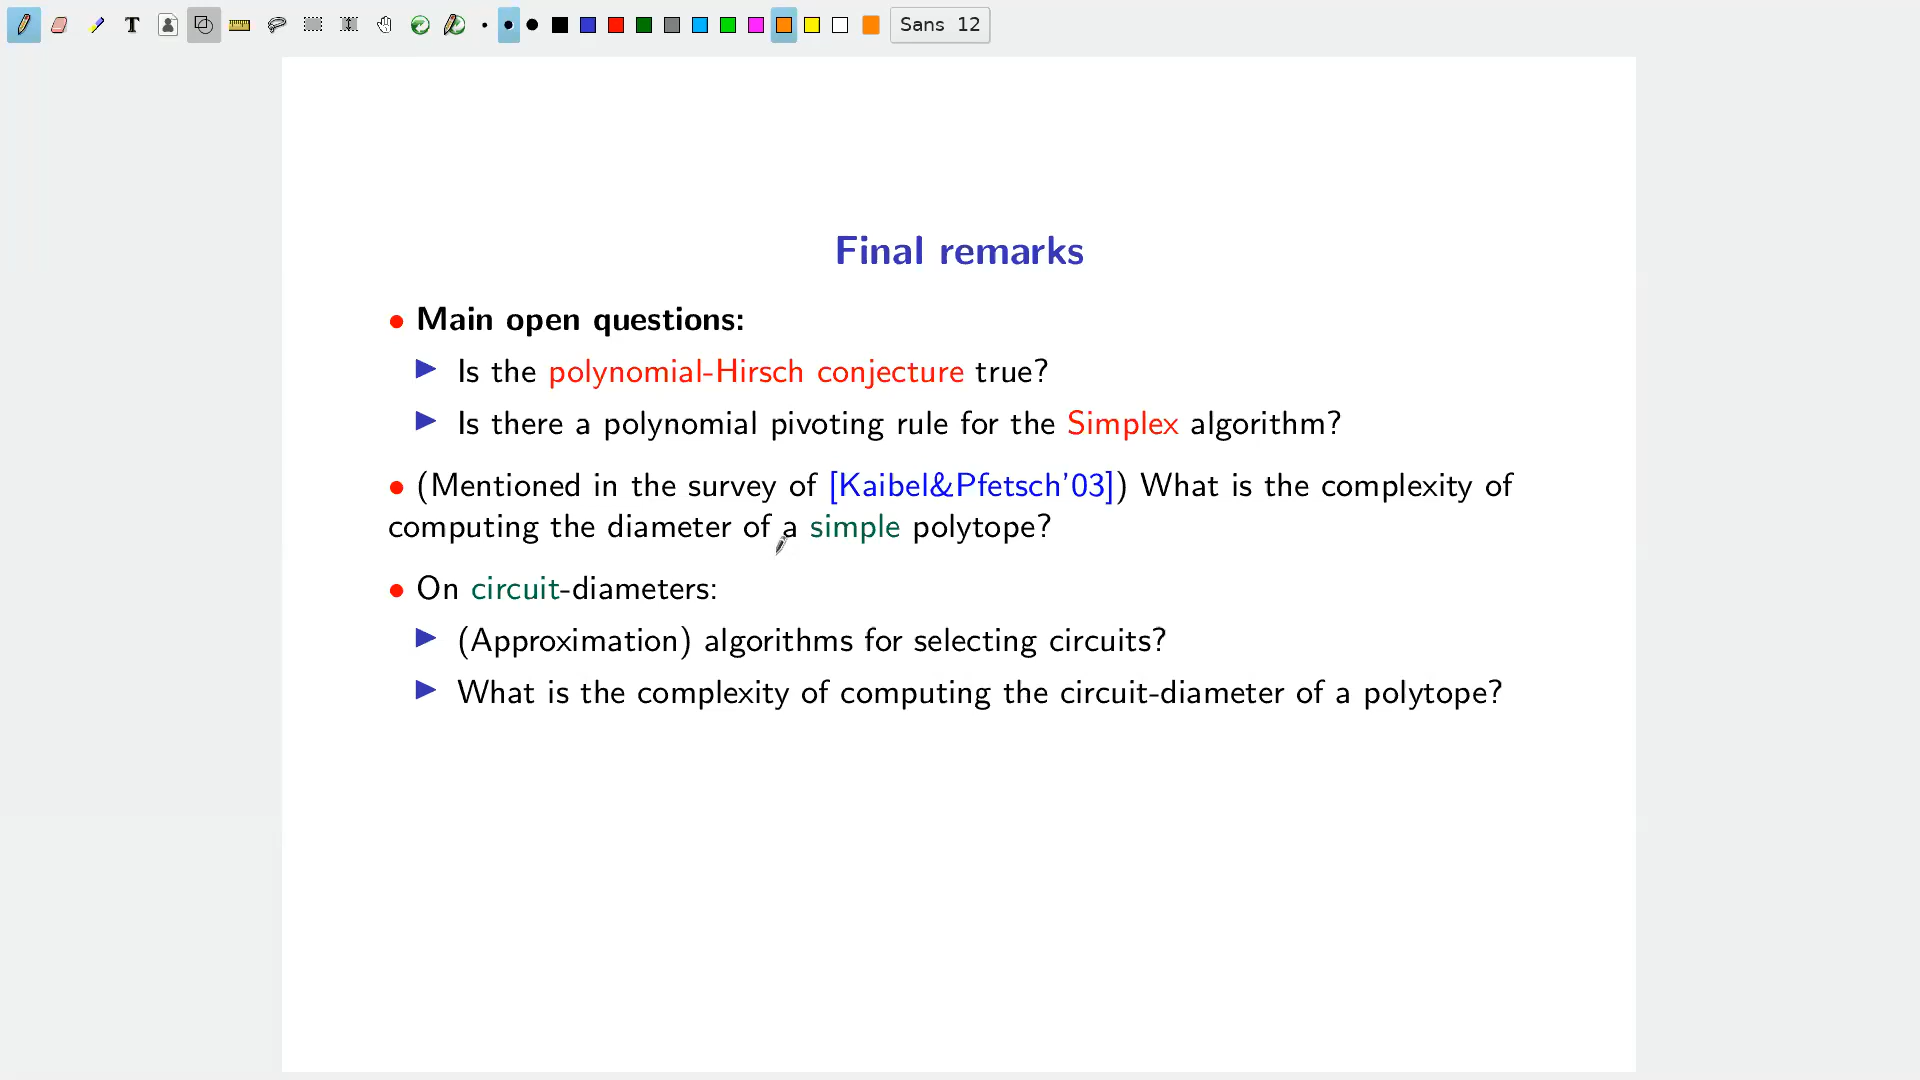 T
Sans 12
Final remarks
• Main open questions:
▶ Is the polynomial-Hirsch conjecture true?
▶ Is there a polynomial pivoting rule for the Simplex algorithm?
• (Mentioned in the survey of [Kaibel&Pfetsch'03]) What is the complexity of
computing the diameter of a simple polytope?
• On circuit-diameters:
▶ (Approximation) algorithms for selecting circuits?
▶ What is the complexity of computing the circuit-diameter of a polytope?